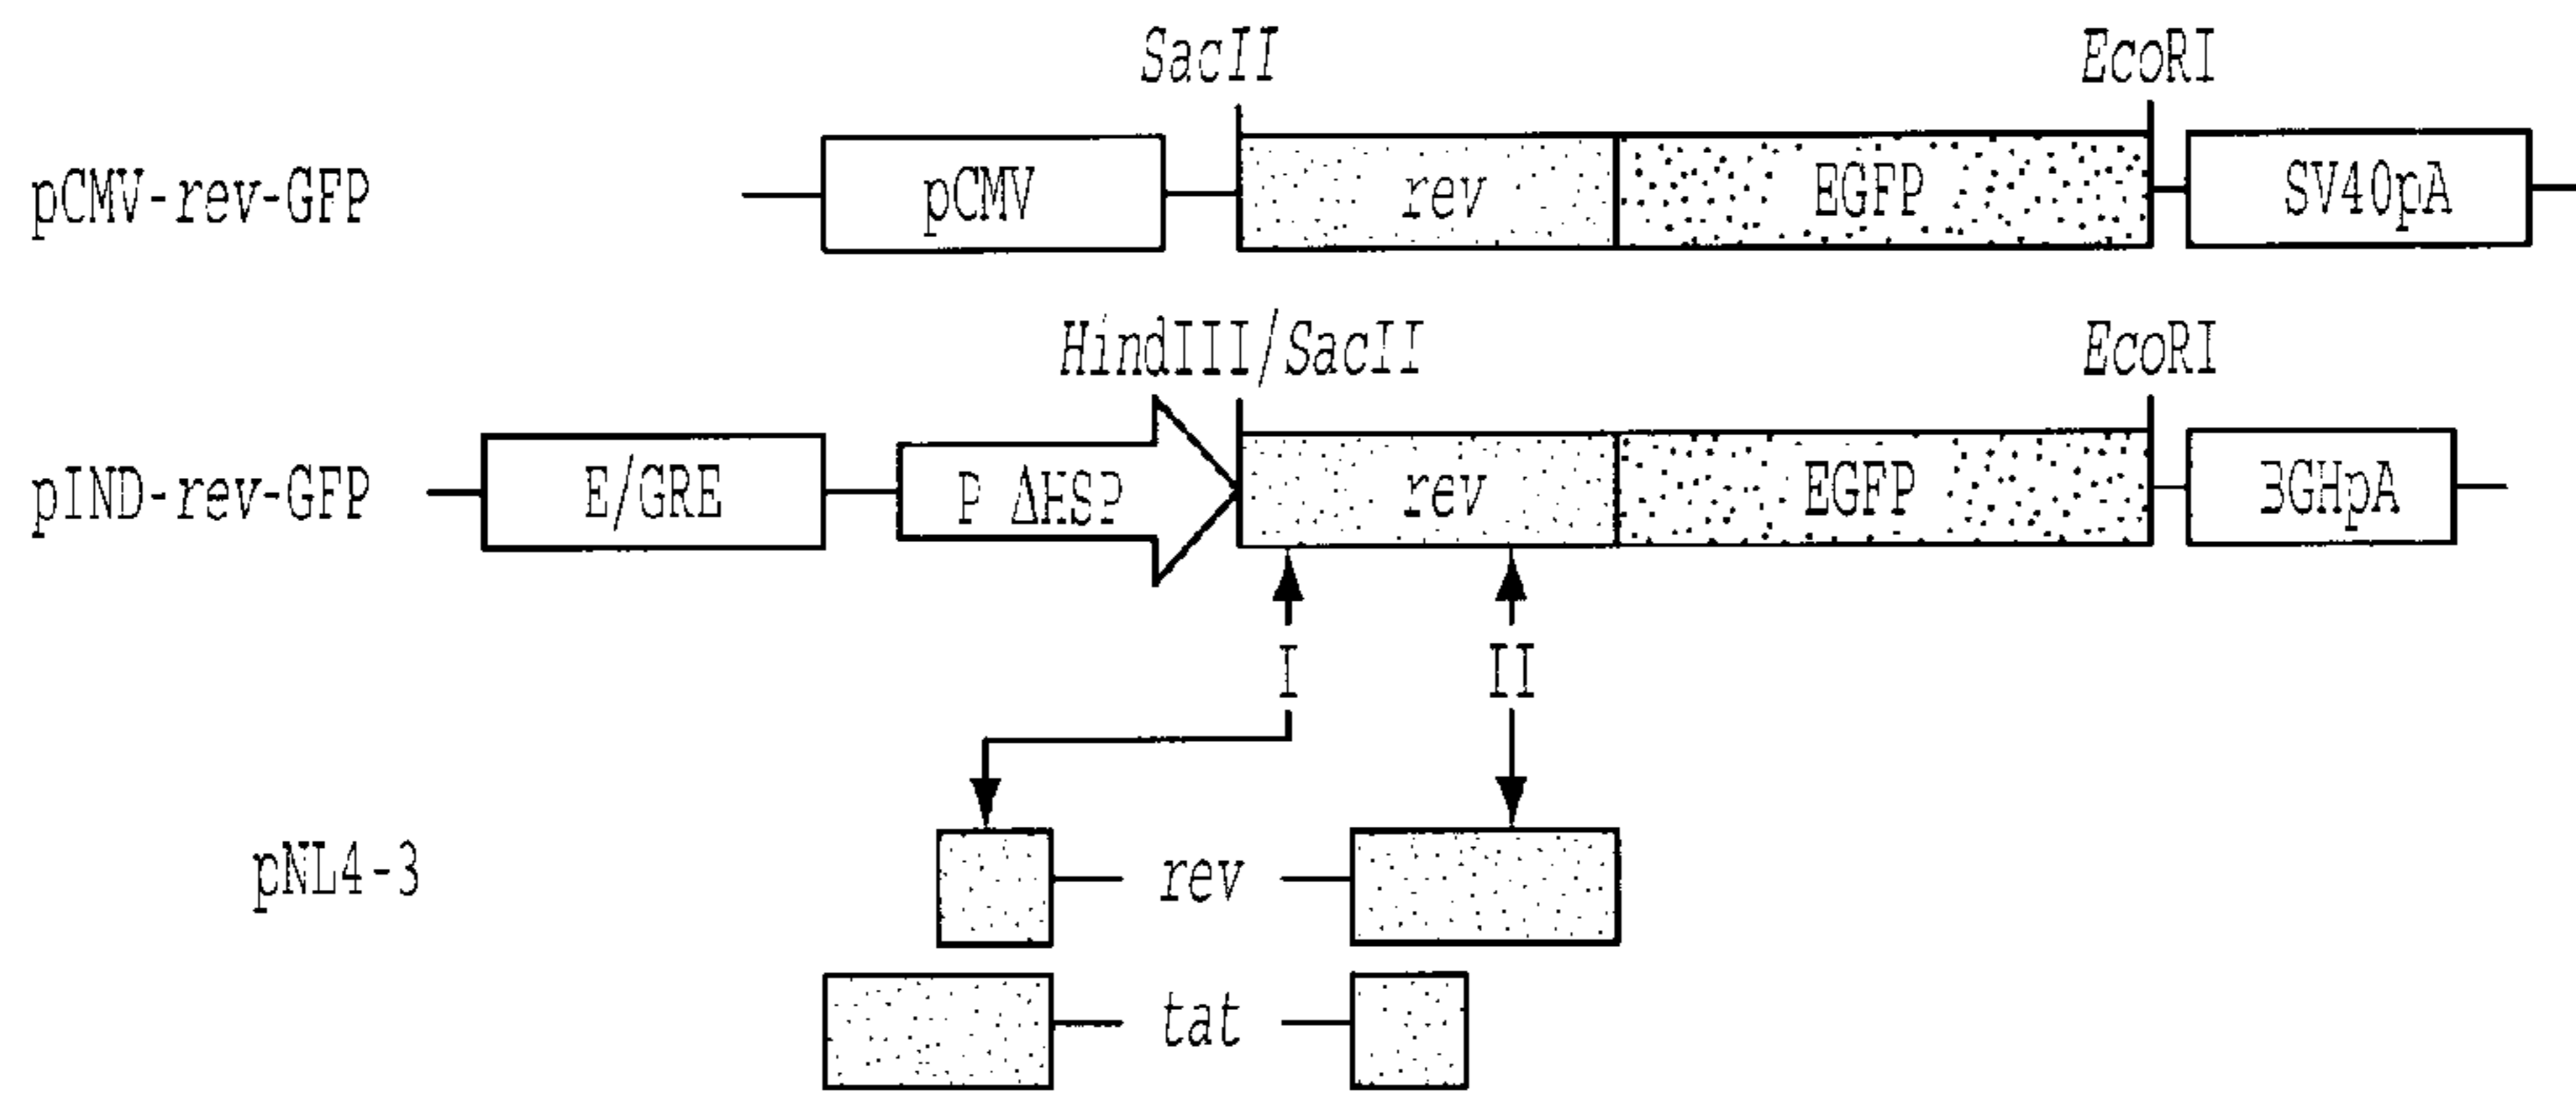 SacII EcoRI
pCMV-rev-GFP pCMV rev EGFP SV40pA
HindIII/SacII EcoRI
pIND-rev-GFP E/GRE P ΔHSP rev EGFP BGHpA
I II
pNL4-3 rev
tat